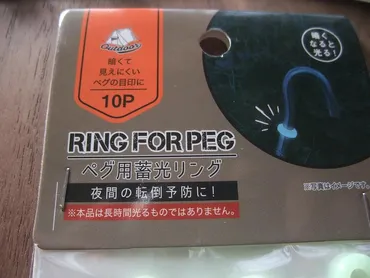 Outdoor
暗くて
見えにくい
ペグの目印に
10P
暗く
なると
光る!
RING FOR PEG
ペグ用蓄光リング
夜間の転倒予防に!
※本品は長時間光るものではありません。
※写真はイメージです。